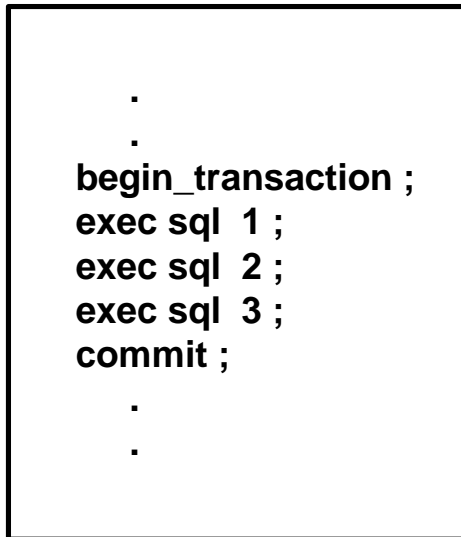 .
.
begin_transaction ;
exec sql 1 ;
exec sql 2 ;
exec sql 3 ;
commit ;
.
.